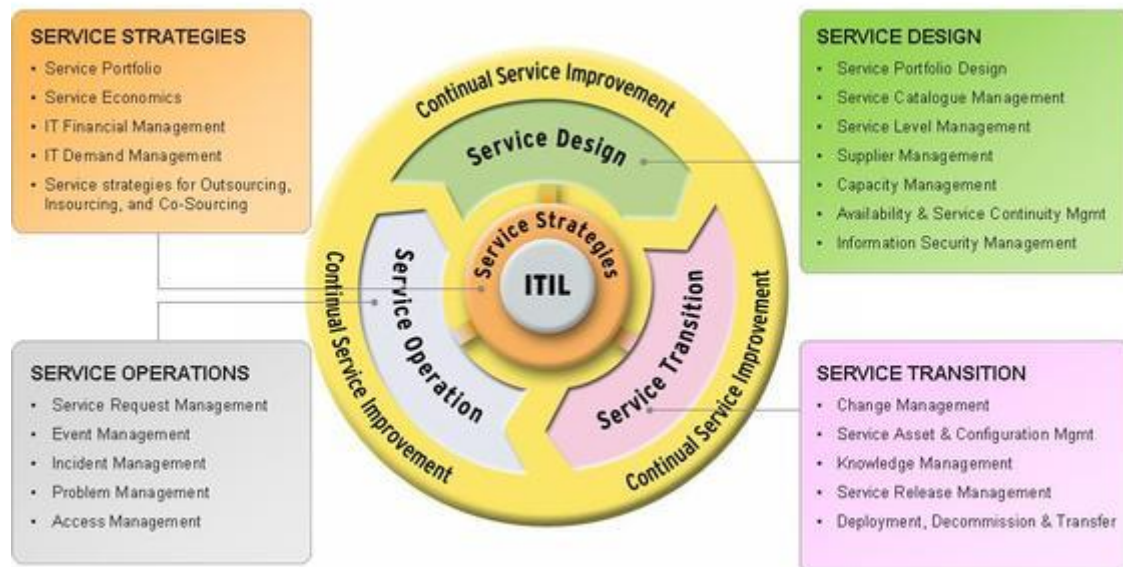 SERVICE STRATEGIES
• Service Portfolio
• Service Economics
• IT Financial Management
• IT Demand Management
• Service strategies for Outsourcing,
Insourcing, and Co-Sourcing
SERVICE DESIGN
• Service Portfolio Design
• Service Catalogue Management
• Service Level Management
• Supplier Management
• Capacity Management
• Availability & Service Continuity Mgmt
• Information Security Management
Continual Service Improvement
Service Design
Service Strategies
ITIL
Service Operation
Continual Service Improvement
Service Transition
Continual Service Improvement
SERVICE OPERATIONS
• Service Request Management
• Event Management
• Incident Management
• Problem Management
• Access Management
SERVICE TRANSITION
• Change Management
• Service Asset & Configuration Mgmt
• Knowledge Management
• Service Release Management
• Deployment, Decommission & Transfer